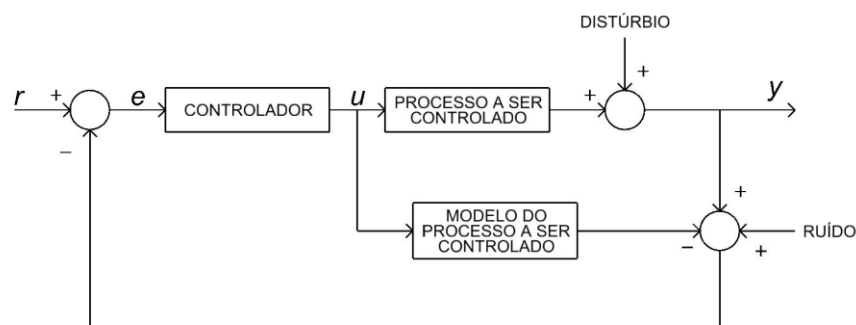 DISTÚRBIO
+
r
+
e
CONTROLADOR
u
PROCESSO A SER
CONTROLADO
+
y
−
+
MODELO DO
PROCESSO A SER
CONTROLADO
−
+
RUÍDO